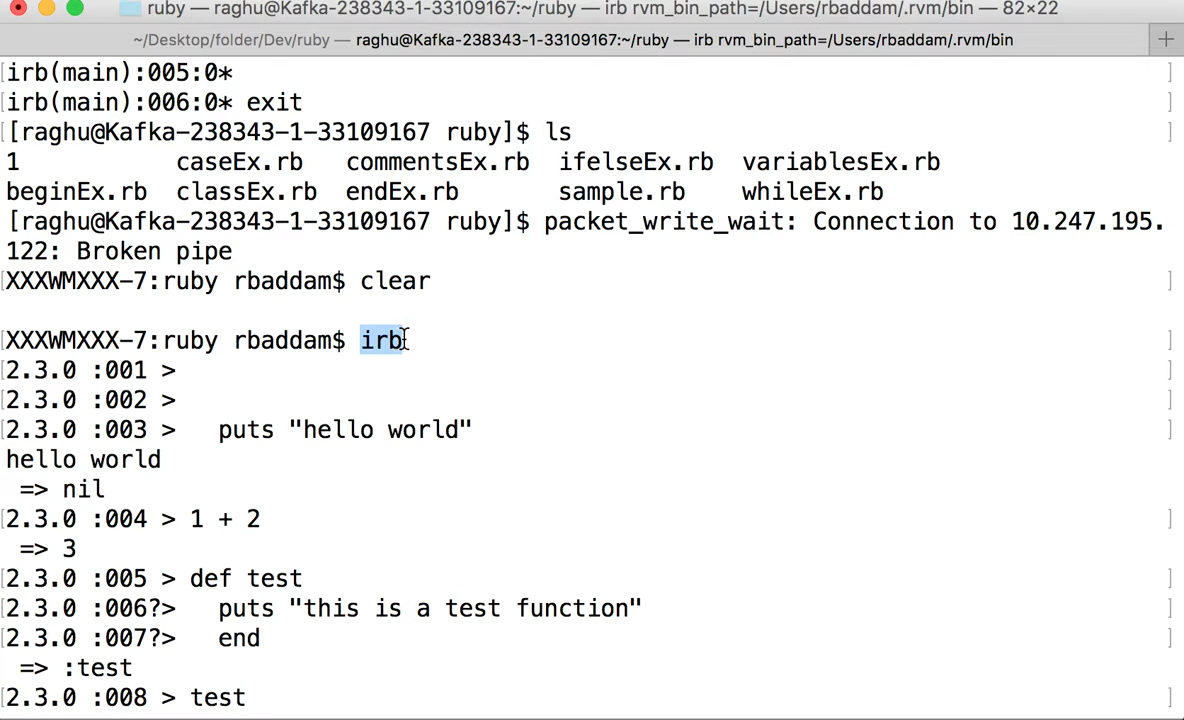 ruby — raghu@Kafka-238343-1-33109167:~/ruby — irb rvm_bin_path=/Users/rbaddam/.rvm/bin — 82×22
~/Desktop/folder/Dev/ruby — raghu@Kafka-238343-1-33109167:~/ruby — irb rvm_bin_path=/Users/rbaddam/.rvm/bin +
[irb(main):005:0* ]
[irb(main):006:0* exit ]
[[raghu@Kafka-238343-1-33109167 ruby]$ ls ]
1 caseEx.rb commentsEx.rb ifelseEx.rb variablesEx.rb
beginEx.rb classEx.rb endEx.rb sample.rb whileEx.rb
[raghu@Kafka-238343-1-33109167 ruby]$ packet_write_wait: Connection to 10.247.195.
122: Broken pipe
[XXXWMXXX-7:ruby rbaddam$ clear ]
[XXXWMXXX-7:ruby rbaddam$ irb ]
[2.3.0 :001 > ]
[2.3.0 :002 > ]
[2.3.0 :003 > puts "hello world" ]
hello world
=> nil
[2.3.0 :004 > 1 + 2 ]
=> 3
[2.3.0 :005 > def test ]
[2.3.0 :006?> puts "this is a test function" ]
[2.3.0 :007?> end ]
=> :test
[2.3.0 :008 > test ]